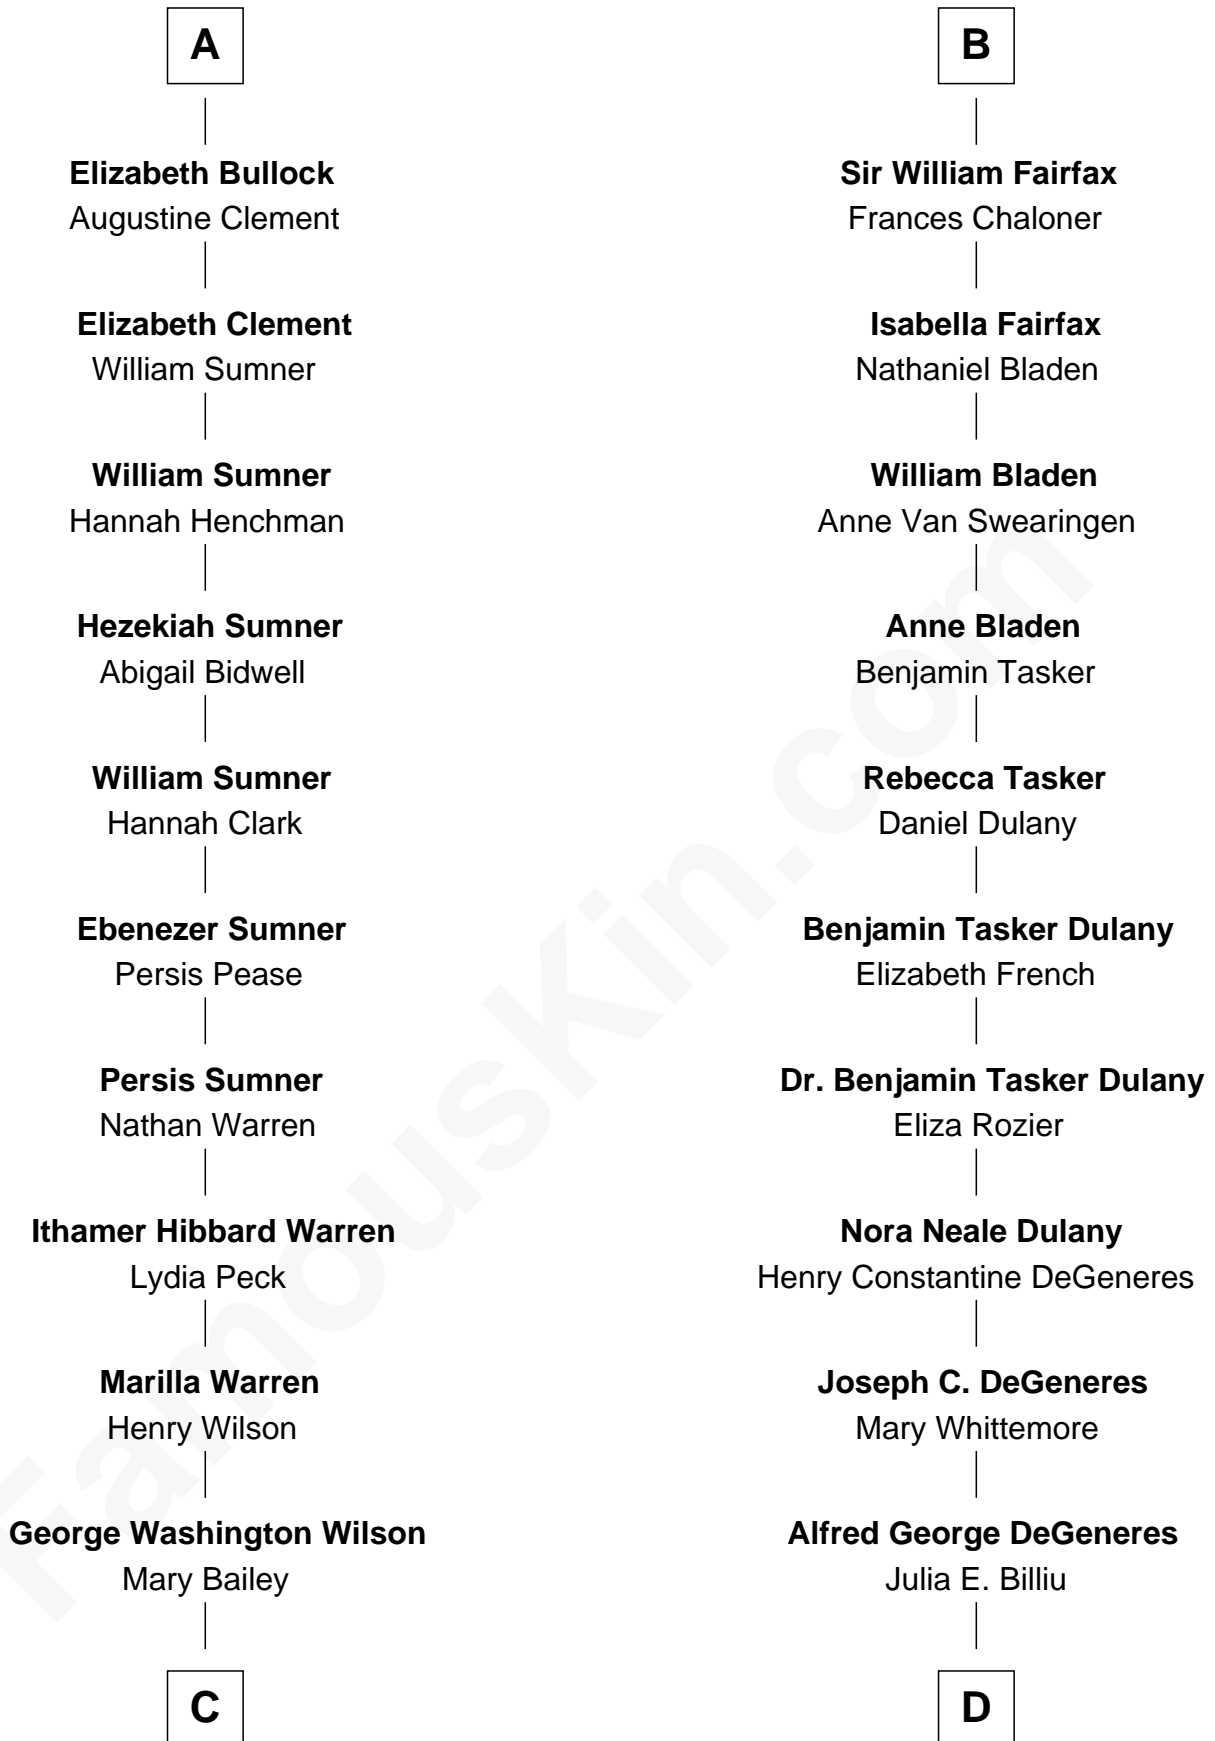 A
Elizabeth Bullock
Augustine Clement
Elizabeth Clement
William Sumner
William Sumner
Hannah Henchman
Hezekiah Sumner
Abigail Bidwell
William Sumner
Hannah Clark
Ebenezer Sumner
Persis Pease
Persis Sumner
Nathan Warren
Ithamer Hibbard Warren
Lydia Peck
Marilla Warren
Henry Wilson
George Washington Wilson
Mary Bailey
C
B
Sir William Fairfax
Frances Chaloner
Isabella Fairfax
Nathaniel Bladen
William Bladen
Anne Van Swearingen
Anne Bladen
Benjamin Tasker
Rebecca Tasker
Daniel Dulany
Benjamin Tasker Dulany
Elizabeth French
Dr. Benjamin Tasker Dulany
Eliza Rozier
Nora Neale Dulany
Henry Constantine DeGeneres
Joseph C. DeGeneres
Mary Whittemore
Alfred George DeGeneres
Julia E. Billiu
D
FamousKin.com